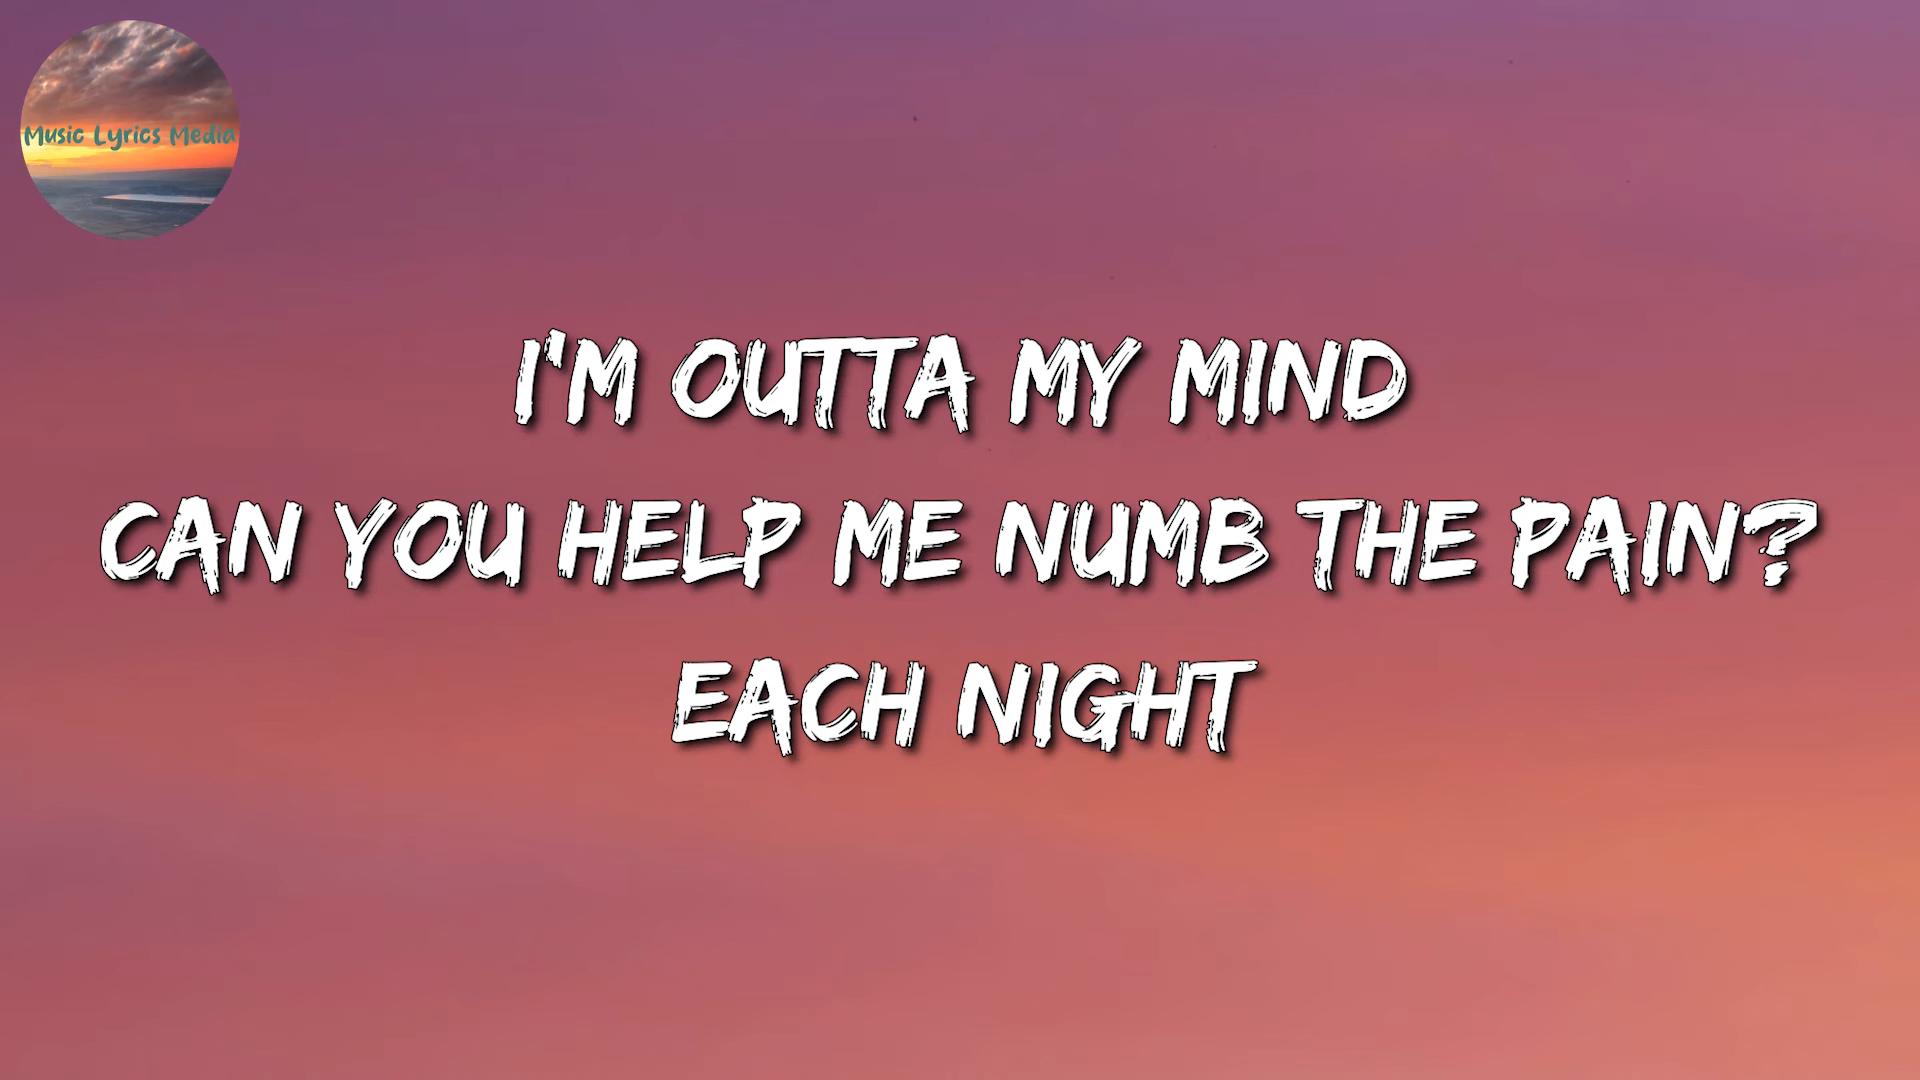 Music Lyrics Media
I'M OUTTA MY MIND
CAN YOU HELP ME NUMB THE PAIN?
EACH NIGHT